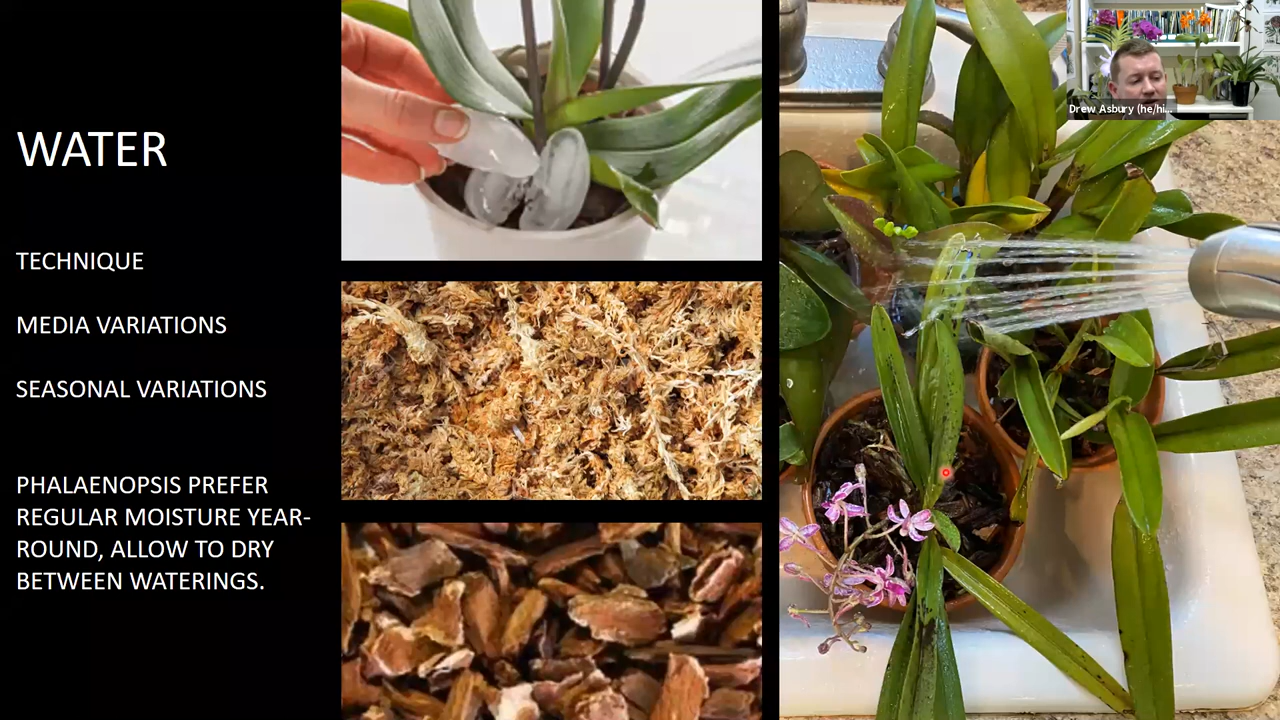 WATER
TECHNIQUE
MEDIA VARIATIONS
SEASONAL VARIATIONS
PHALAENOPSIS PREFER
REGULAR MOISTURE YEAR-
ROUND, ALLOW TO DRY
BETWEEN WATERINGS.
Drew Asbury (he/hi...